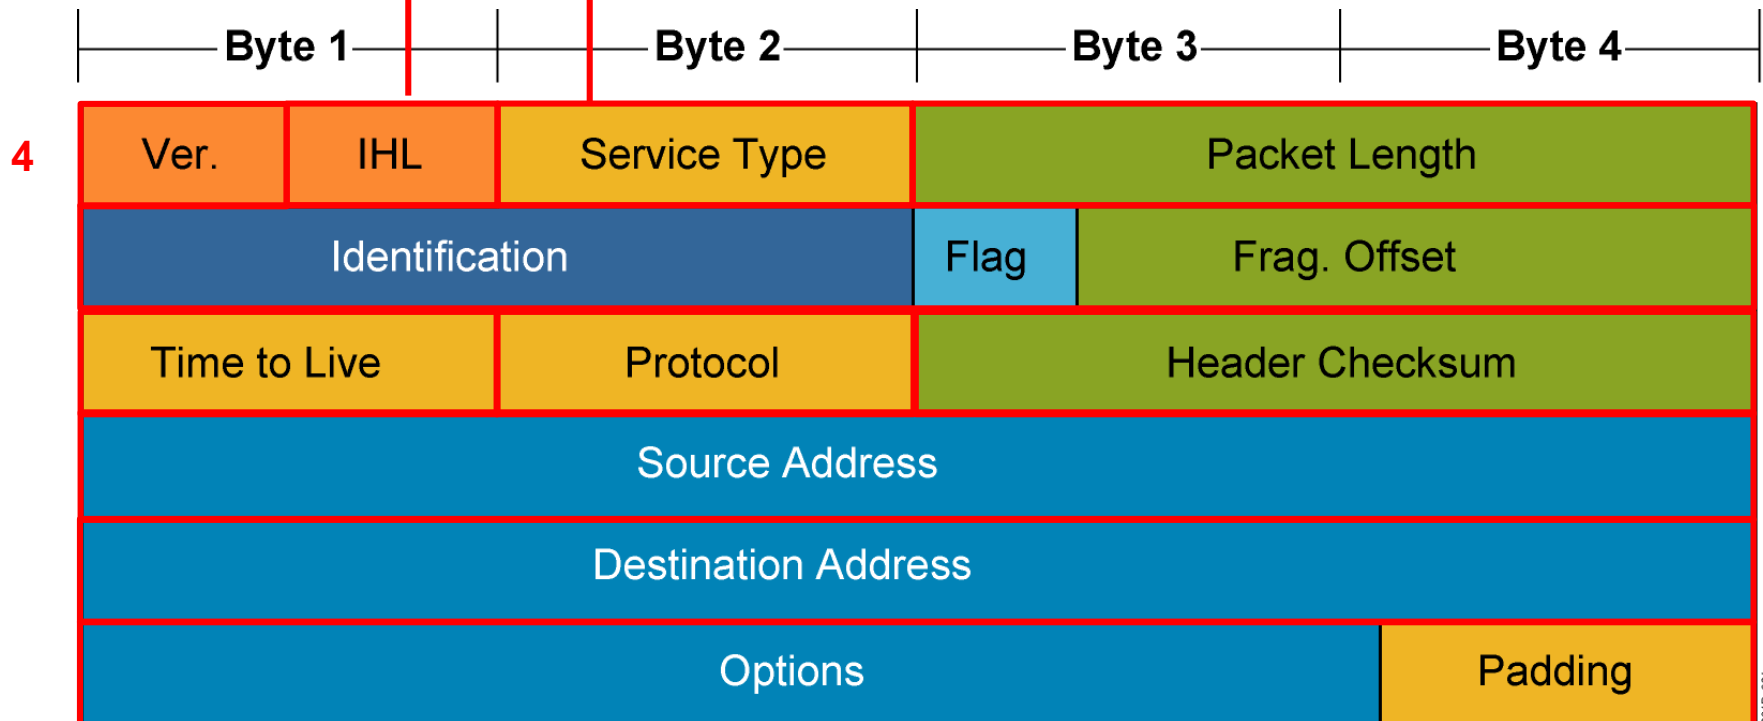 Byte 1 Byte 2 Byte 3 Byte 4
4 Ver. IHL Service Type Packet Length
Identification Flag Frag. Offset
Time to Live Protocol Header Checksum
Source Address
Destination Address
Options Padding